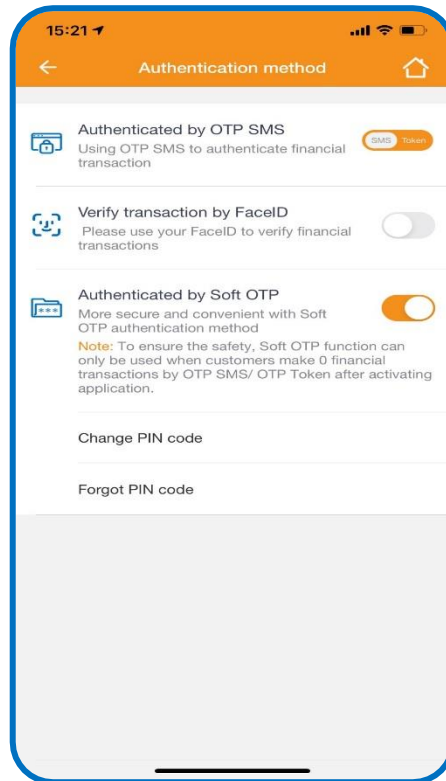 15:21
Authentication method
Authenticated by OTP SMS
Using OTP SMS to authenticate financial
transaction
SMS Token
Verify transaction by FaceID
Please use your FaceID to verify financial
transactions
Authenticated by Soft OTP
More secure and convenient with Soft
OTP authentication method
Note: To ensure the safety, Soft OTP function can
only be used when customers make 0 financial
transactions by OTP SMS/ OTP Token after activating
application.
Change PIN code
Forgot PIN code